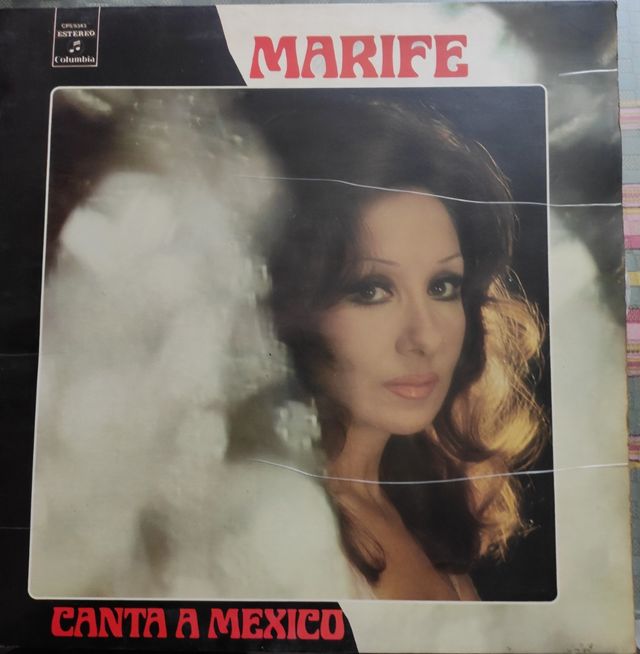 CPS 9343
ESTEREO
Columbia
MARIFE
CANTA A MEXICO